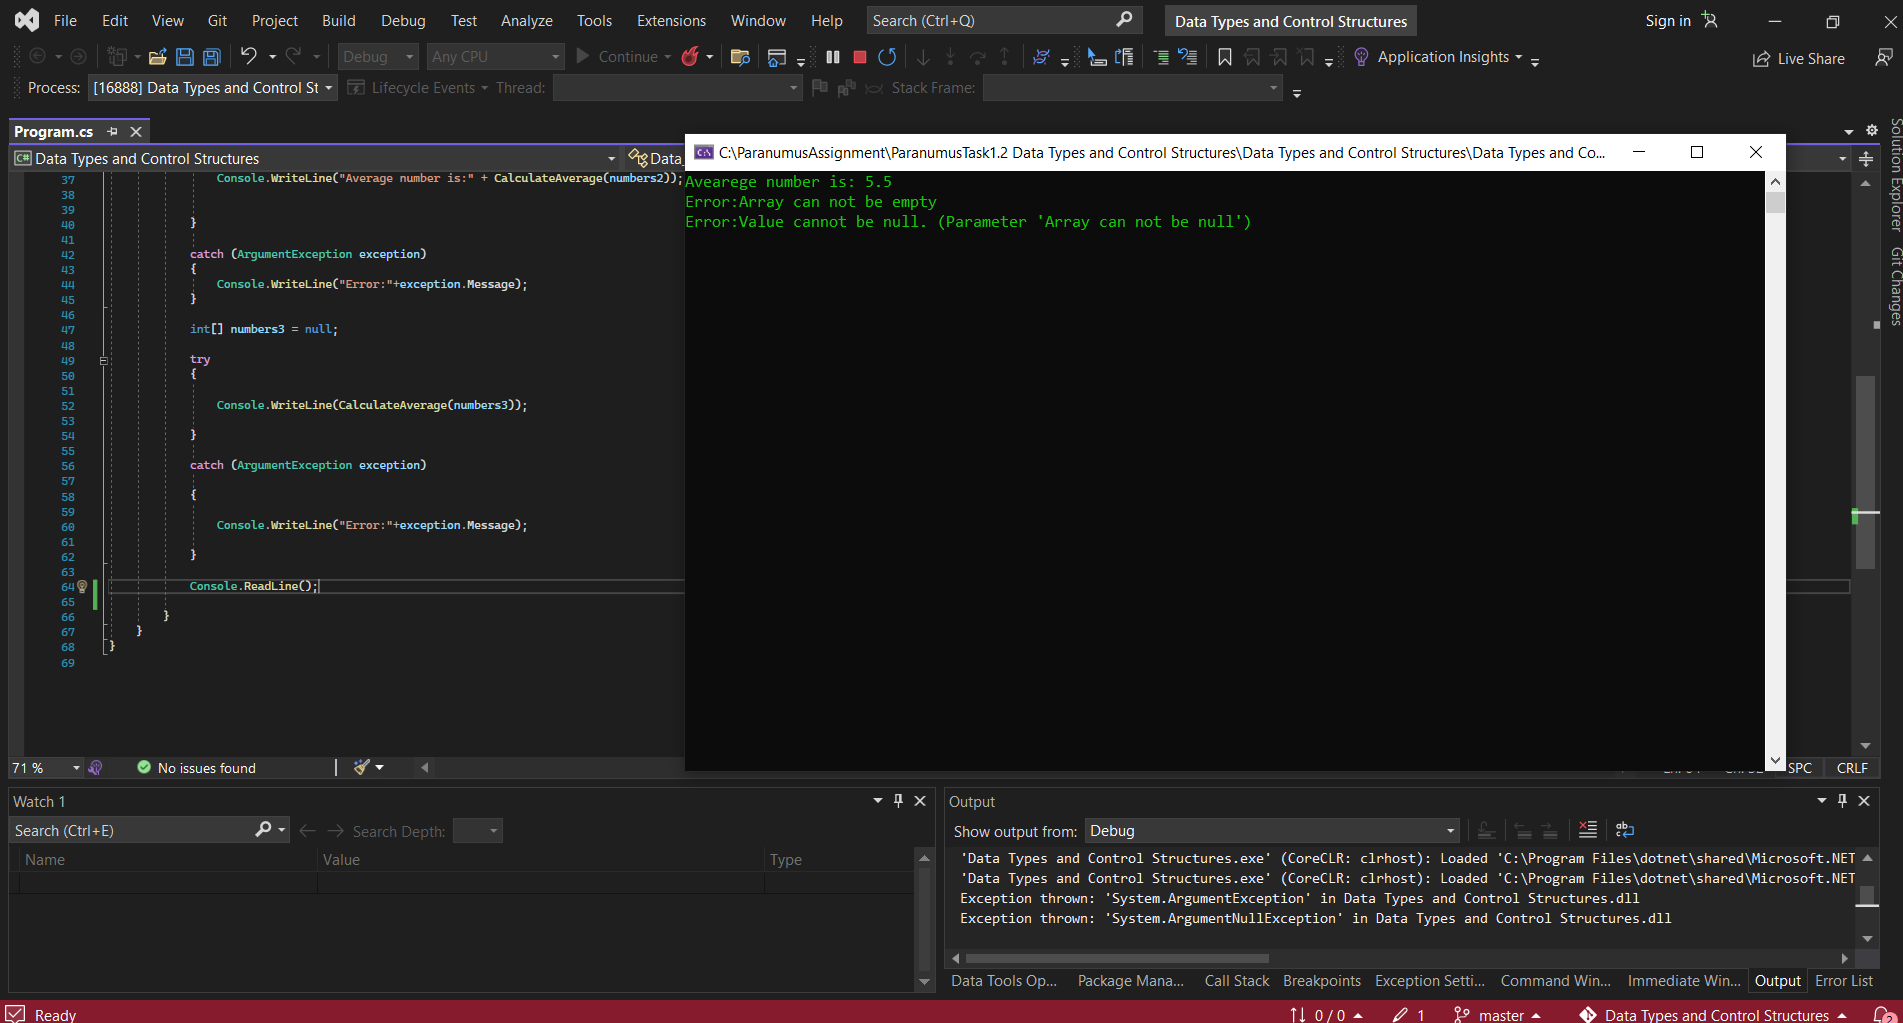 File Edit View Git Project Build Debug Test Analyze Tools Extensions Window Help Search (Ctrl+Q) Data Types and Control Structures Sign in
Debug Any CPU Continue Application Insights Live Share
Process: [16888] Data Types and Control St Lifecycle Events Thread: Stack Frame:
Program.cs
Data Types and Control Structures Data_
37 Console.WriteLine("Average number is:" + CalculateAverage(numbers2));
38
39
40 }
41
42 catch (ArgumentException exception)
43 {
44 Console.WriteLine("Error:"+exception.Message);
45 }
46
47 int[] numbers3 = null;
48
49 try
50 {
51
52 Console.WriteLine(CalculateAverage(numbers3));
53
54 }
55
56 catch (ArgumentException exception)
57
58 {
59
60 Console.WriteLine("Error:"+exception.Message);
61
62 }
63
64 Console.ReadLine();
65
66 }
67 }
68 }
69
C:\ParanumusAssignment\ParanumusTask1.2 Data Types and Control Structures\Data Types and Control Structures\Data Types and Co...
Avearege number is: 5.5
Error:Array can not be empty
Error:Value cannot be null. (Parameter 'Array can not be null')
Solution Explorer
Git Changes
71 % No issues found SPC CRLF
Watch 1
Search (Ctrl+E) Search Depth:
Name Value Type
Output
Show output from: Debug
'Data Types and Control Structures.exe' (CoreCLR: clrhost): Loaded 'C:\Program Files\dotnet\shared\Microsoft.NET
'Data Types and Control Structures.exe' (CoreCLR: clrhost): Loaded 'C:\Program Files\dotnet\shared\Microsoft.NET
Exception thrown: 'System.ArgumentException' in Data Types and Control Structures.dll
Exception thrown: 'System.ArgumentNullException' in Data Types and Control Structures.dll
Data Tools Op... Package Mana... Call Stack Breakpoints Exception Setti... Command Win... Immediate Win... Output Error List
Ready 0 / 0 1 master Data Types and Control Structures 2